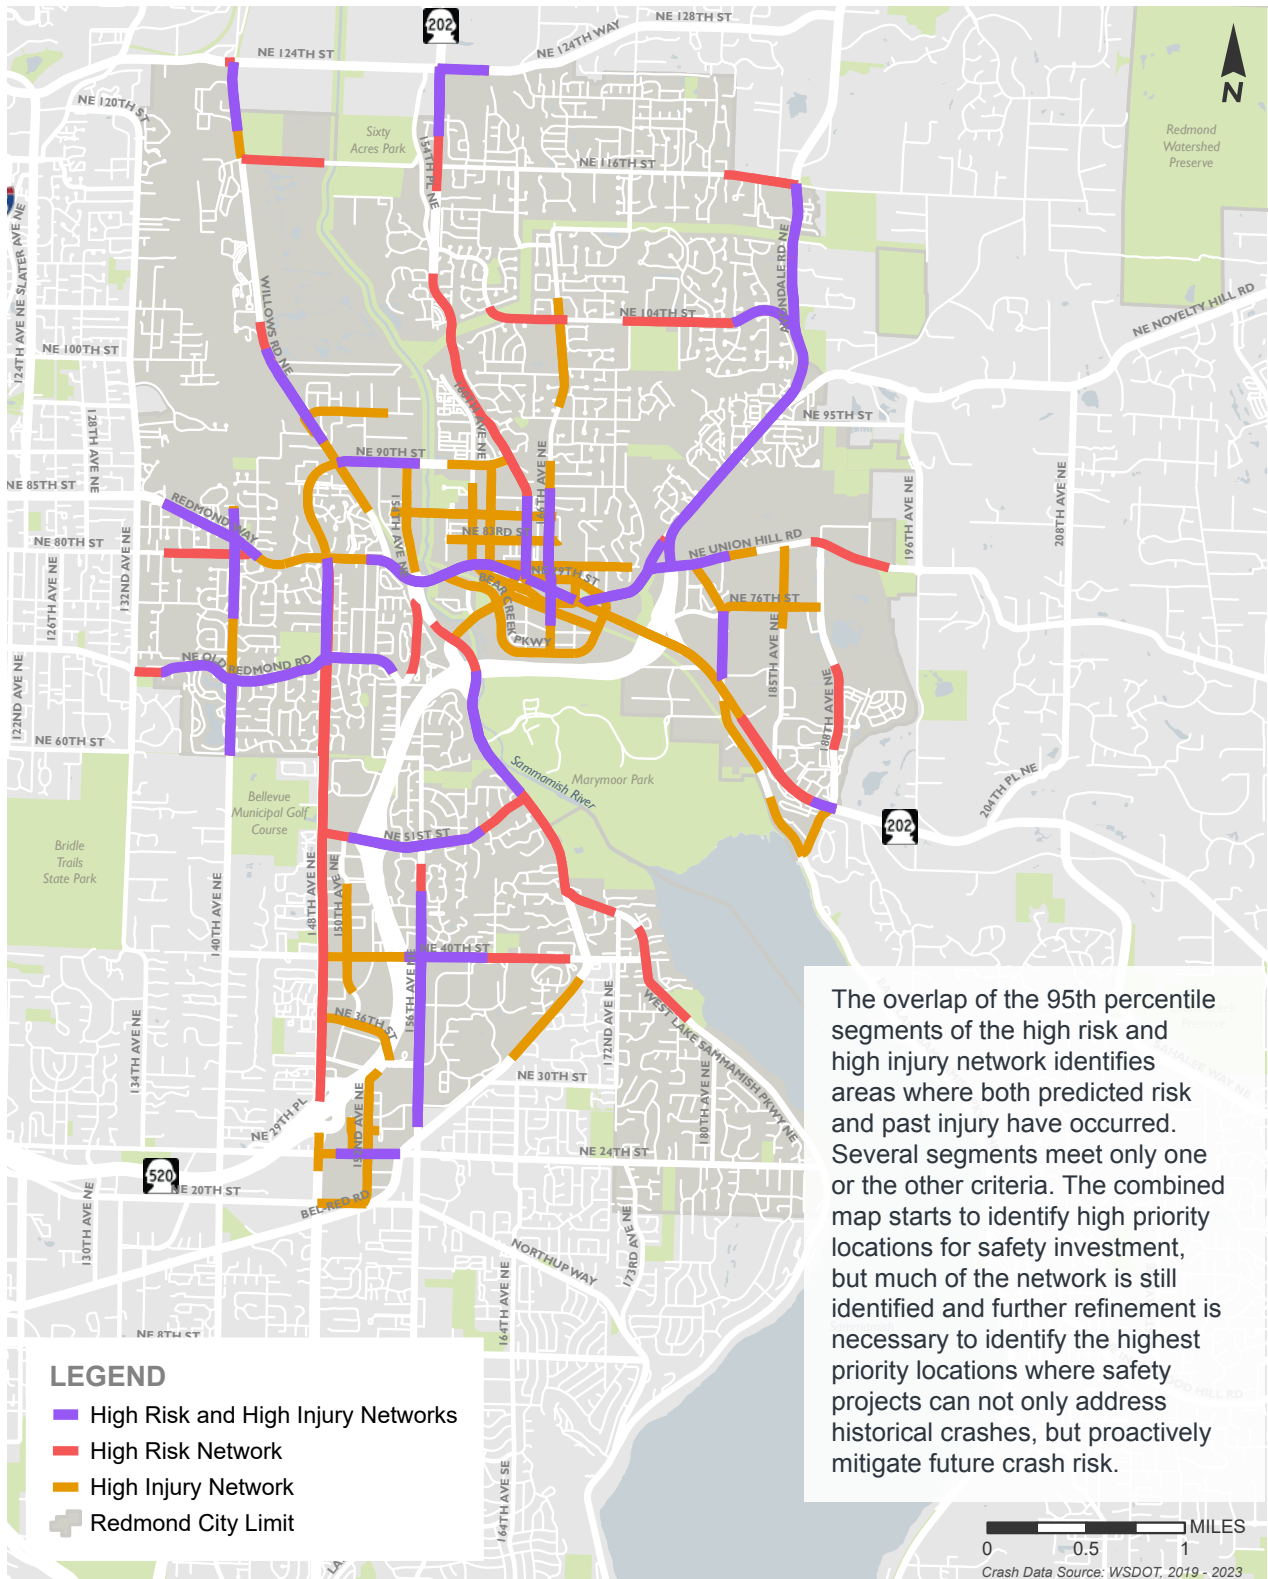 202
NE 128TH ST
NE 124TH WAY
NE 124TH ST
N
NE 120TH ST
Sixty
Acres Park
Redmond
Watershed
Preserve
154TH PL NE
NE 116TH ST
124TH AVE NE
SLATER AVE NE
AVONDALE RD NE
WILLOWS RD NE
NE NOVELTY HILL RD
NE 104TH ST
NE 100TH ST
128TH AVE NE
NE 95TH ST
NE 90TH ST
166TH AVE NE
NE 85TH ST
REDMOND WAY
154TH AVE NE
196TH AVE NE
208TH AVE NE
NE 83RD ST
NE 80TH ST
132ND AVE NE
126TH AVE NE
NE UNION HILL RD
NE 79TH ST
NE 76TH ST
BEAR CREEK PKWY
185TH AVE NE
NE OLD REDMOND RD
122ND AVE NE
188TH AVE NE
NE 60TH ST
Sammamish River
Marymoor Park
204TH PL NE
Bellevue
Municipal Golf
Course
202
NE 51ST ST
Bridle
Trails
State Park
148TH AVE NE
150TH AVE NE
140TH AVE NE
NE 40TH ST
156TH AVE NE
172ND AVE NE
NE 36TH ST
WEST LAKE SAMMAMISH PKWY NE
134TH AVE NE
NE 30TH ST
180TH AVE NE
NE 29TH PL
NE 24TH ST
520
NE 20TH ST
BEL-RED RD
130TH AVE NE
173RD AVE NE
NORTHUP WAY
164TH AVE NE
NE 8TH ST
164TH AVE SE
The overlap of the 95th percentile
segments of the high risk and
high injury network identifies
areas where both predicted risk
and past injury have occurred.
Several segments meet only one
or the other criteria. The combined
map starts to identify high priority
locations for safety investment,
but much of the network is still
identified and further refinement is
necessary to identify the highest
priority locations where safety
projects can not only address
historical crashes, but proactively
mitigate future crash risk.
LEGEND
High Risk and High Injury Networks
High Risk Network
High Injury Network
Redmond City Limit
MILES
0 0.5 1
Crash Data Source: WSDOT, 2019 - 2023